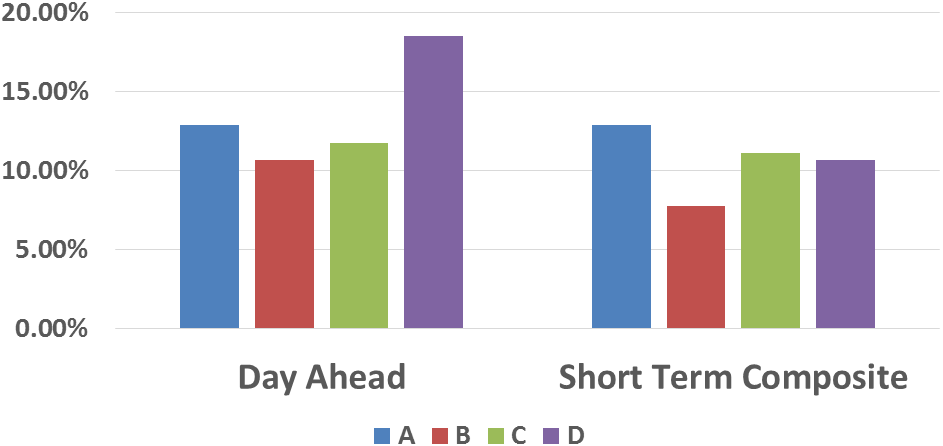 20.00%
15.00%
10.00%
5.00%
0.00%
Day Ahead Short Term Composite
A B C D